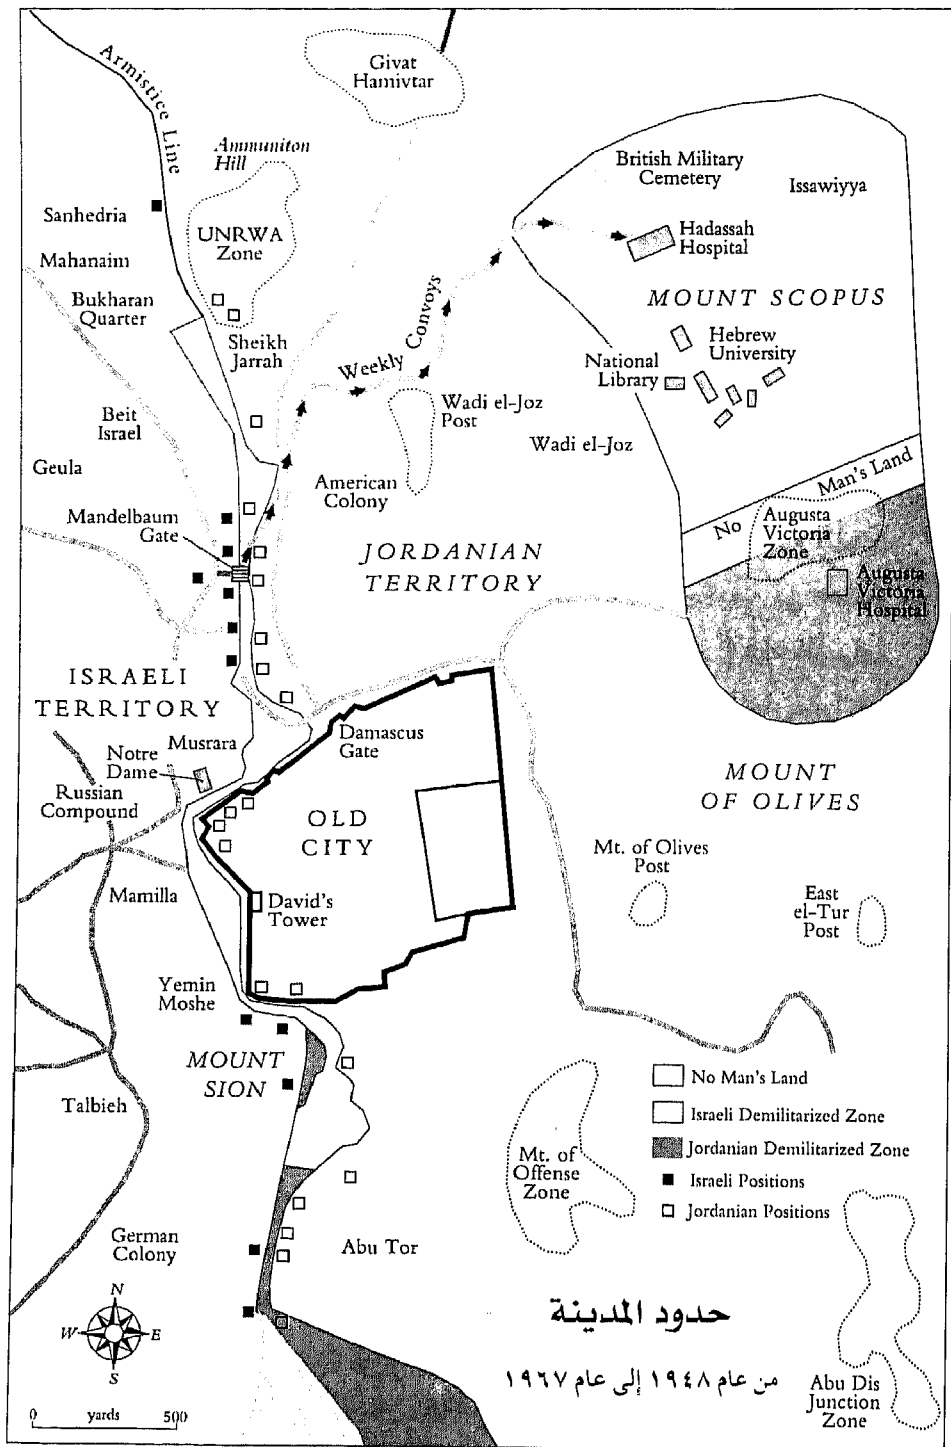 Givat
Hamivtar
Armistice Line
Ammuniton
Hill
British Military
Cemetery
Issawiyya
Sanhedria
UNRWA
Zone
Hadassah
Hospital
Mahanaim
Bukharan
Quarter
MOUNT SCOPUS
Sheikh
Jarrah
Weekly Convoys
Hebrew
University
National
Library
Beit
Israel
Wadi el-Joz
Post
Wadi el-Joz
Geula
American
Colony
No Man's Land
Mandelbaum
Gate
Augusta
Victoria
Zone
JORDANIAN
TERRITORY
Augusta
Victoria
Hospital
ISRAELI
TERRITORY
Musrara
Damascus
Gate
Notre
Dame
Russian
Compound
MOUNT
OF OLIVES
OLD
CITY
Mt. of Olives
Post
Mamilla
David's
Tower
East
el-Tur
Post
Yemin
Moshe
MOUNT
SION
No Man's Land
Israeli Demilitarized Zone
Jordanian Demilitarized Zone
Israeli Positions
Jordanian Positions
Talbieh
Mt. of
Offense
Zone
German
Colony
Abu Tor
N
W E
S
حدود المدينة
من عام ١٩٤٨ إلى عام ١٩٦٧
Abu Dis
Junction
Zone
0 yards 500